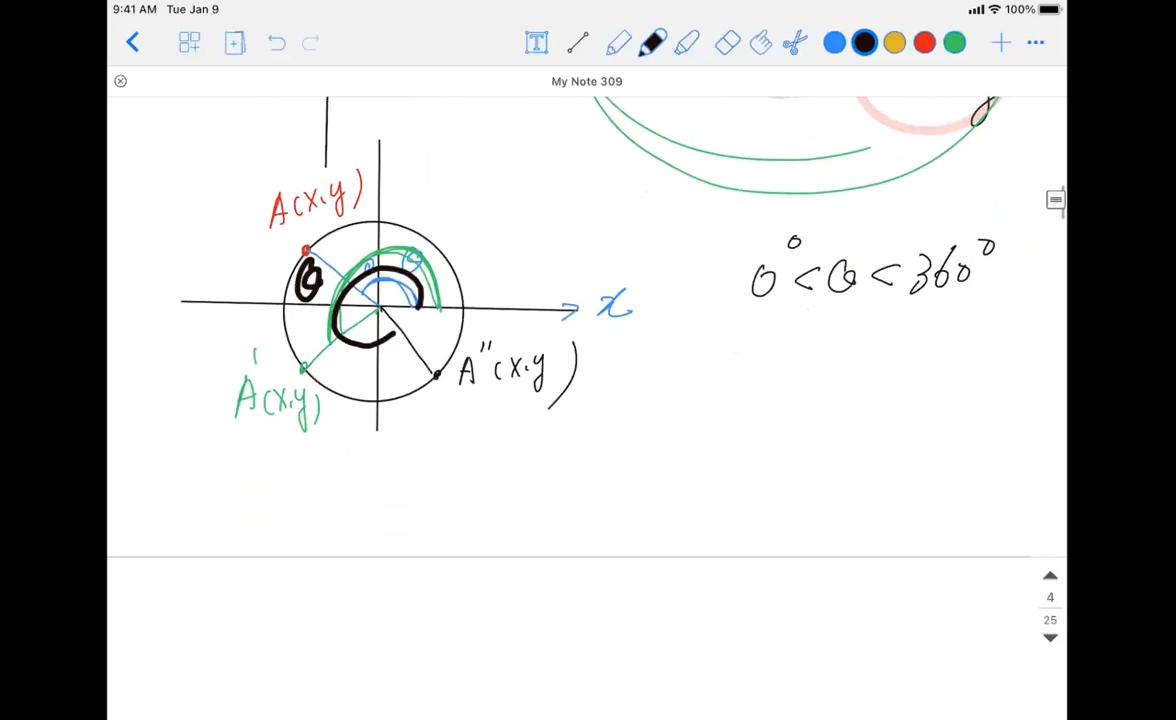 9:41 AM Tue Jan 9
100%
T
My Note 309
A(x,y)
θ
θ
0° < θ < 360°
x
A''(x,y)
A'(x,y)
4
25